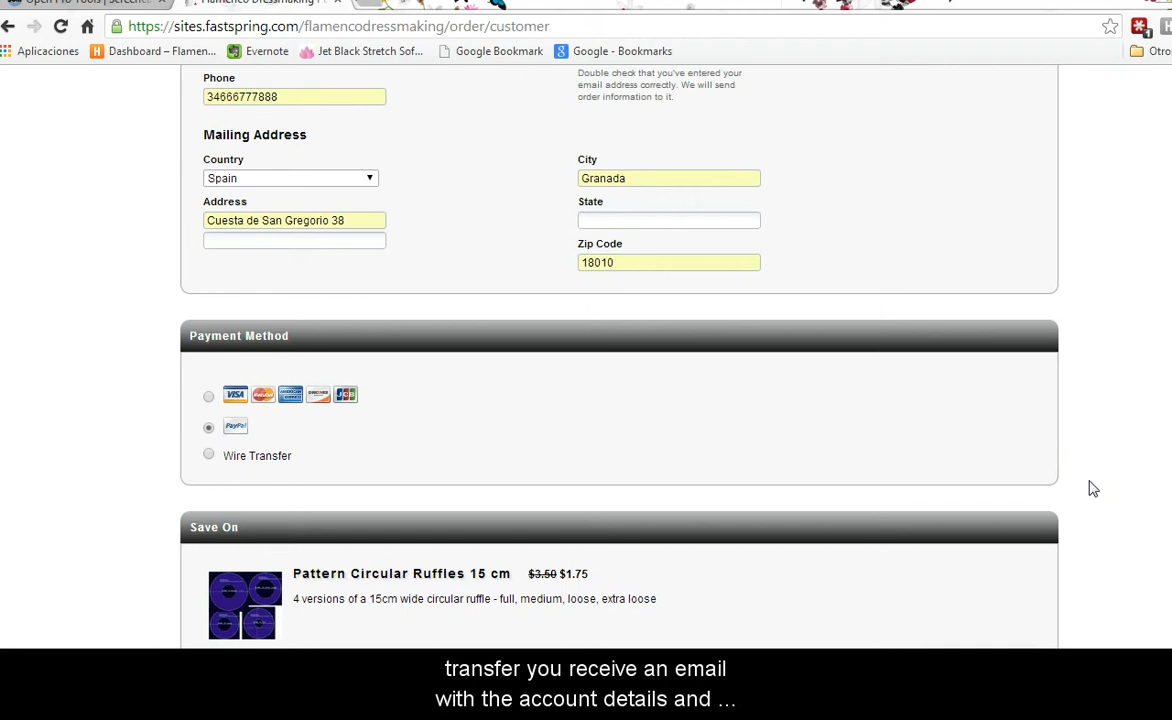 https://sites.fastspring.com/flamencodressmaking/order/customer
Aplicaciones Dashboard – Flamen... Evernote Jet Black Stretch Sof... Google Bookmark Google - Bookmarks Otro
Phone
34666777888
Double check that you've entered your
email address correctly. We will send
order information to it.
Mailing Address
Country
Spain
City
Granada
Address
Cuesta de San Gregorio 38
State
Zip Code
18010
Payment Method
VISA
PayPal
Wire Transfer
Save On
Pattern Circular Ruffles 15 cm $3.50 $1.75
4 versions of a 15cm wide circular ruffle - full, medium, loose, extra loose
transfer you receive an email
with the account details and ...